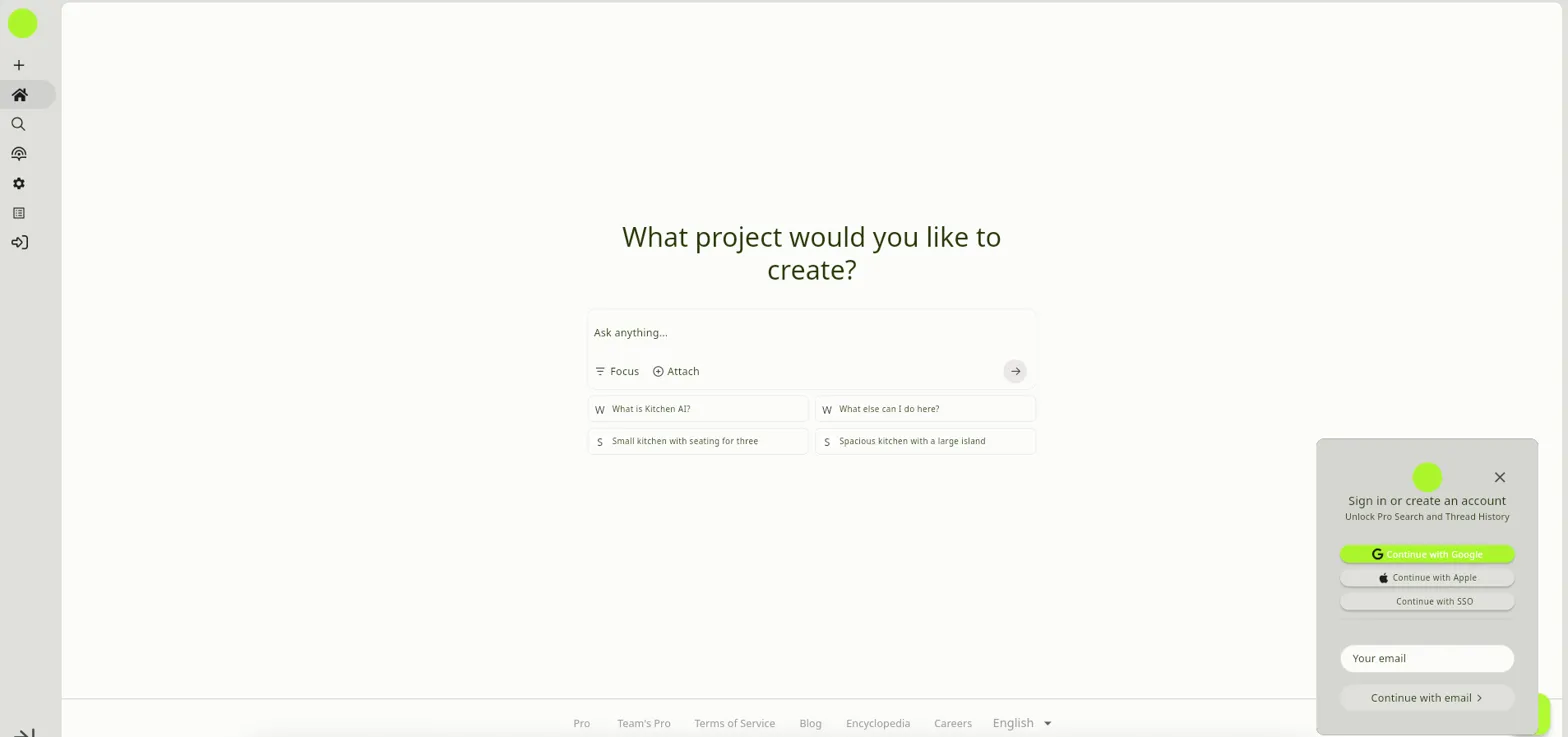 What project would you like to
create?
Ask anything...
Focus
Attach
W What is Kitchen AI?
W What else can I do here?
S Small kitchen with seating for three
S Spacious kitchen with a large island
Sign in or create an account
Unlock Pro Search and Thread History
Continue with Google
Continue with Apple
Continue with SSO
Your email
Continue with email
Pro
Team's Pro
Terms of Service
Blog
Encyclopedia
Careers
English